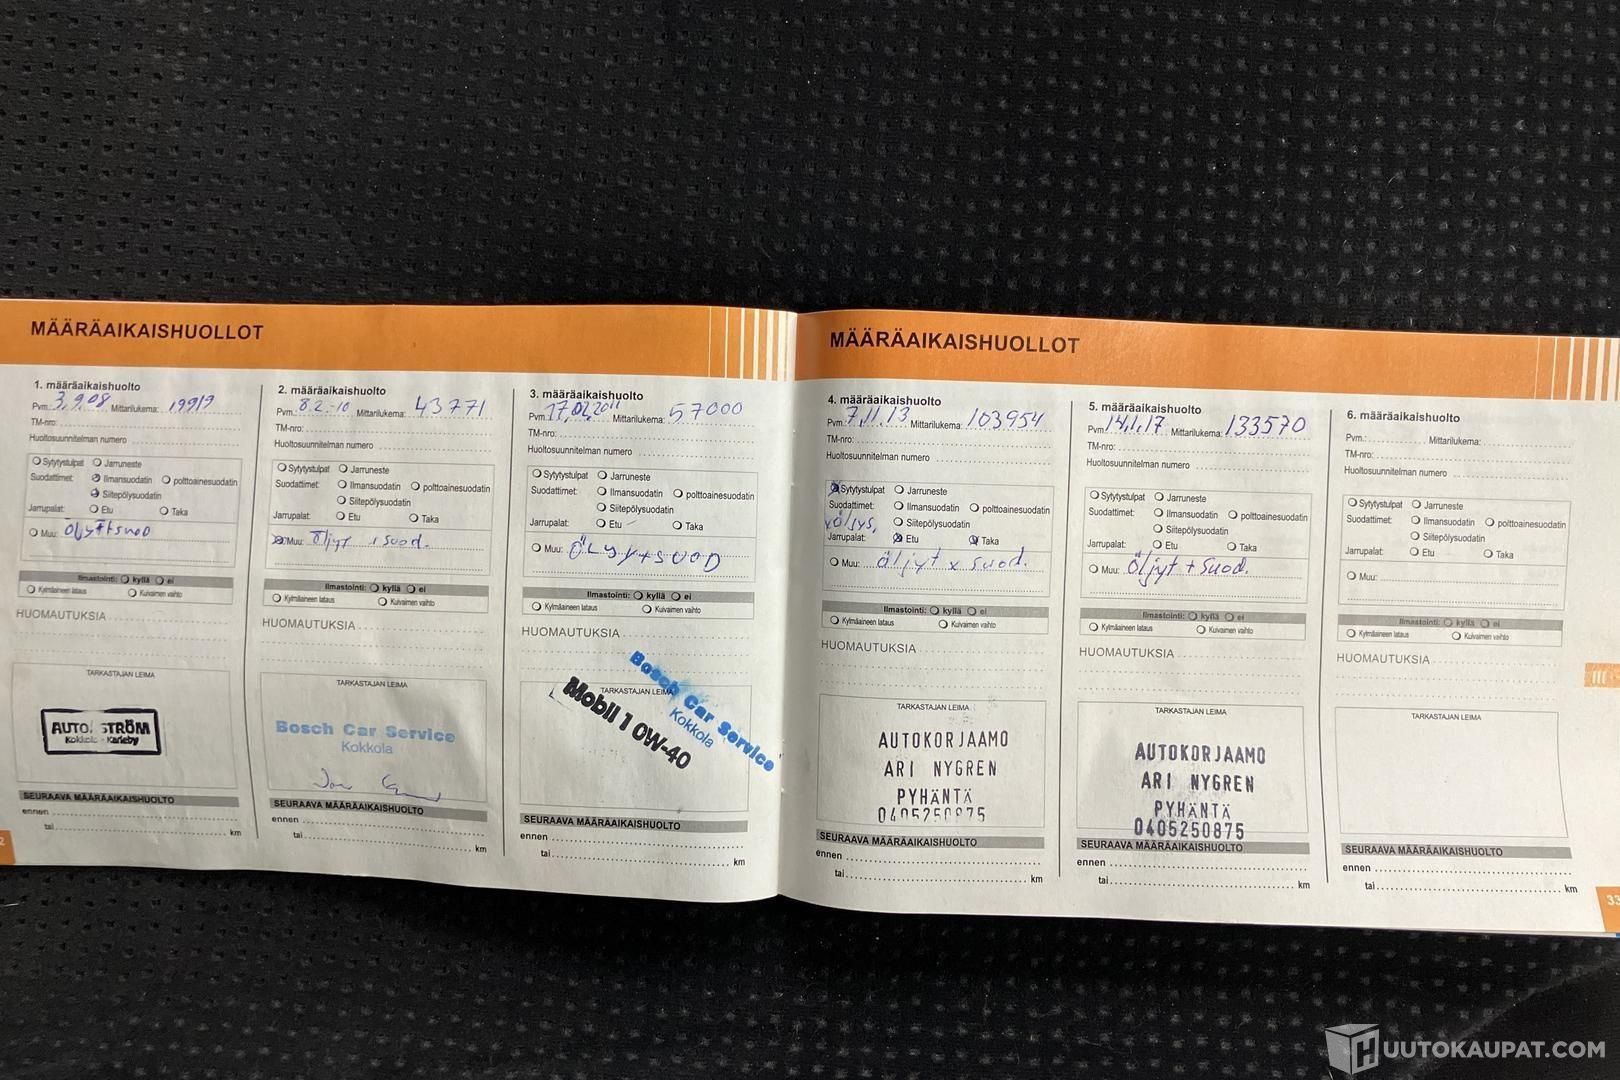 MÄÄRÄAIKAISHUOLLOT
1. määräaikaishuolto
Pvm. 3.9.08 Mittarilukema: 19919
TM-nro:
Huoltosuunnitelman numero
Sytytystulpat Jarruneste
Suodattimet: Ilmansuodatin polttoainesuodatin
Siitepölysuodatin
Jarrupalat: Etu Taka
Muu: Öljyt+suod
Ilmastointi: kyllä ei
Kylmäaineen lataus Kuivaimen vaihto
HUOMAUTUKSIA
TARKASTAJAN LEIMA
AUTO STRÖM
Kokkola - Karleby
SEURAAVA MÄÄRÄAIKAISHUOLTO
ennen
tai km
2
2. määräaikaishuolto
Pvm. 8.2.-10 Mittarilukema: 43771
TM-nro:
Huoltosuunnitelman numero
Sytytystulpat Jarruneste
Suodattimet: Ilmansuodatin polttoainesuodatin
Siitepölysuodatin
Jarrupalat: Etu Taka
Muu: Öljyt + suod.
Ilmastointi: kyllä ei
Kylmäaineen lataus Kuivaimen vaihto
HUOMAUTUKSIA
TARKASTAJAN LEIMA
Bosch Car Service
Kokkola
SEURAAVA MÄÄRÄAIKAISHUOLTO
ennen
tai km
3. määräaikaishuolto
Pvm. 17.02.2011 Mittarilukema: 57000
TM-nro:
Huoltosuunnitelman numero
Sytytystulpat Jarruneste
Suodattimet: Ilmansuodatin polttoainesuodatin
Siitepölysuodatin
Jarrupalat: Etu Taka
Muu: ÖLJYT+SUOD
Ilmastointi: kyllä ei
Kylmäaineen lataus Kuivaimen vaihto
HUOMAUTUKSIA
TARKASTAJAN LEIMA
Bosch Car Service
Kokkola
Mobil 1 0W-40
SEURAAVA MÄÄRÄAIKAISHUOLTO
ennen
tai km
MÄÄRÄAIKAISHUOLLOT
4. määräaikaishuolto
Pvm.: 7.11.13 Mittarilukema: 103954
TM-nro:
Huoltosuunnitelman numero
Sytytystulpat Jarruneste
Suodattimet: Ilmansuodatin polttoainesuodatin
Siitepölysuodatin
Jarrupalat: Etu Taka
Muu: äljyt x suod.
Ilmastointi: kyllä ei
Kylmäaineen lataus Kuivaimen vaihto
HUOMAUTUKSIA
TARKASTAJAN LEIMA
AUTOKORJAAMO
ARI NYGREN
PYHÄNTÄ
0405250875
SEURAAVA MÄÄRÄAIKAISHUOLTO
ennen
tai km
5. määräaikaishuolto
Pvm. 14.1.17 Mittarilukema: 133570
TM-nro:
Huoltosuunnitelman numero
Sytytystulpat Jarruneste
Suodattimet: Ilmansuodatin polttoainesuodatin
Siitepölysuodatin
Jarrupalat: Etu Taka
Muu: Öljyt + suod.
Ilmastointi: kyllä ei
Kylmäaineen lataus Kuivaimen vaihto
HUOMAUTUKSIA
TARKASTAJAN LEIMA
AUTOKORJAAMO
ARI NYGREN
PYHÄNTÄ
0405250875
SEURAAVA MÄÄRÄAIKAISHUOLTO
ennen
tai km
6. määräaikaishuolto
Pvm.: Mittarilukema:
TM-nro:
Huoltosuunnitelman numero
Sytytystulpat Jarruneste
Suodattimet: Ilmansuodatin polttoainesuodatin
Siitepölysuodatin
Jarrupalat: Etu Taka
Muu:
Ilmastointi: kyllä ei
Kylmäaineen lataus Kuivaimen vaihto
HUOMAUTUKSIA
TARKASTAJAN LEIMA
SEURAAVA MÄÄRÄAIKAISHUOLTO
ennen
tai km
III
33
HUUTOKAUPAT.COM